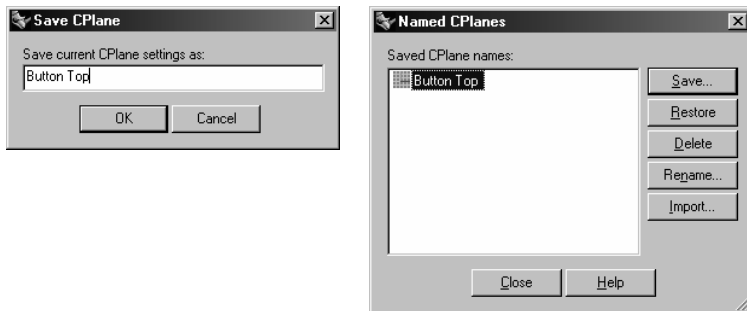 Save CPlane
Save current CPlane settings as:
Button Top
OK
Cancel
Named CPlanes
Saved CPlane names:
Button Top
Save...
Restore
Delete
Rename...
Import...
Close
Help